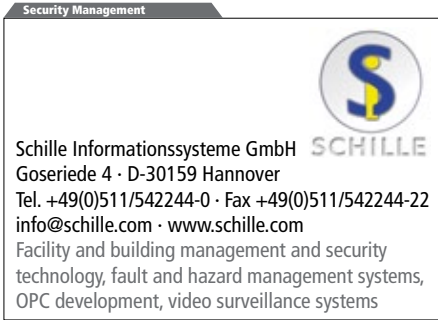 Security Management
SCHILLE
Schille Informationssysteme GmbH
Goseriede 4 · D-30159 Hannover
Tel. +49(0)511/542244-0 · Fax +49(0)511/542244-22
info@schille.com · www.schille.com
Facility and building management and security
technology, fault and hazard management systems,
OPC development, video surveillance systems